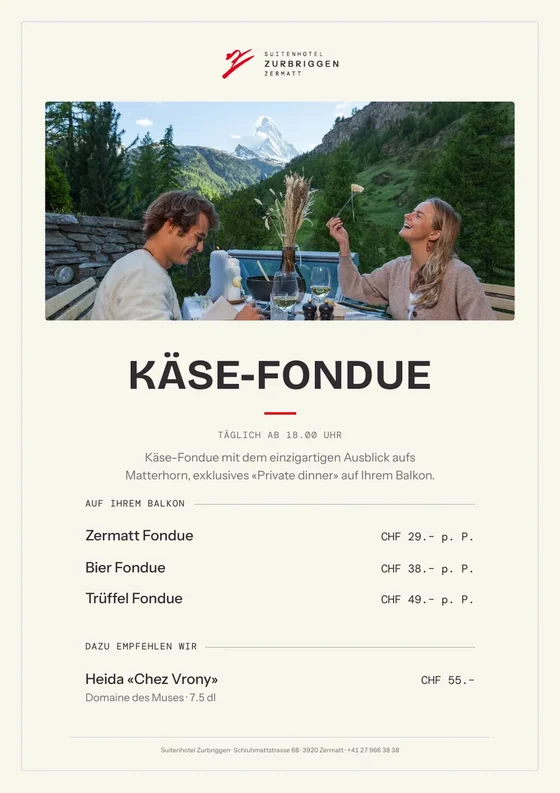 SUITENHOTEL
ZURBRIGGEN
ZERMATT
KÄSE-FONDUE
TÄGLICH AB 18.00 UHR
Käse-Fondue mit dem einzigartigen Ausblick aufs
Matterhorn, exklusives «Private dinner» auf Ihrem Balkon.
AUF IHREM BALKON
Zermatt Fondue CHF 29.– p. P.
Bier Fondue CHF 38.– p. P.
Trüffel Fondue CHF 49.– p. P.
DAZU EMPFEHLEN WIR
Heida «Chez Vrony» CHF 55.–
Domaine des Muses · 7.5 dl
Suitenhotel Zurbriggen · Schluhmattstrasse 68 · 3920 Zermatt · +41 27 966 38 38